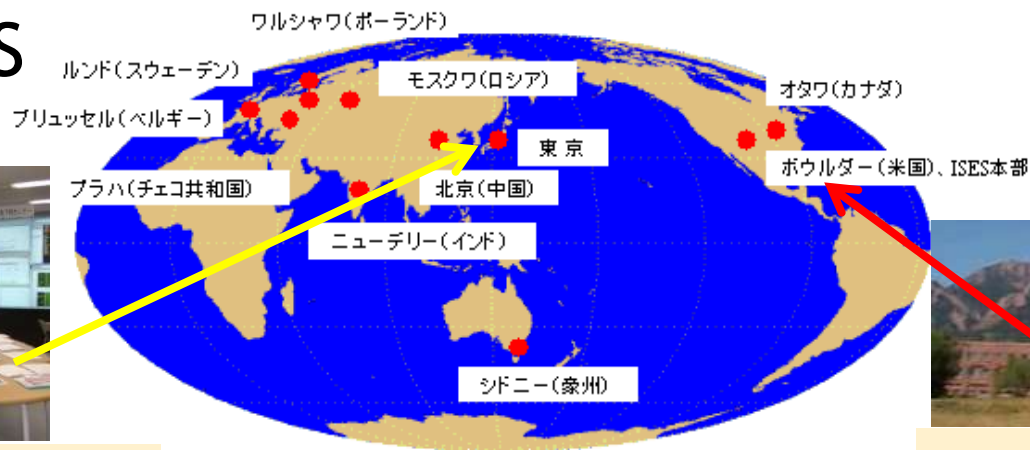 S
ワルシャワ(ポーランド)
ルンド(スウェーデン)
モスクワ(ロシア)
オタワ(カナダ)
ブリュッセル(ベルギー)
東京
ボウルダー(米国)、ISES本部
プラハ(チェコ共和国)
北京(中国)
ニューデリー(インド)
シドニー(豪州)